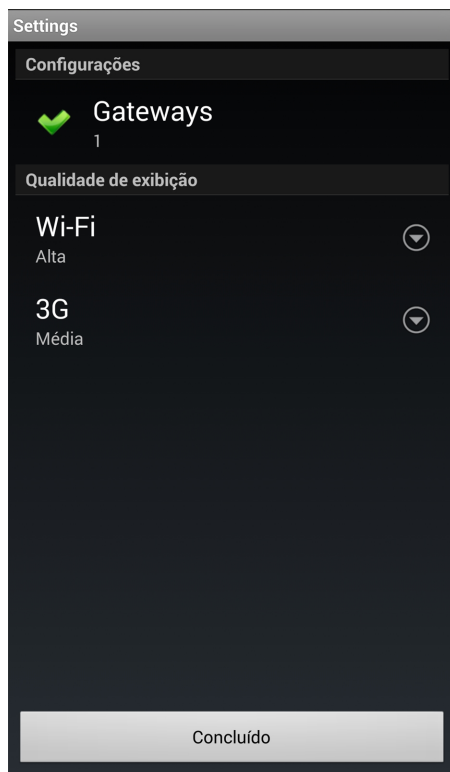 Settings
Configurações
Gateways
1
Qualidade de exibição
Wi-Fi
Alta
3G
Média
Concluído